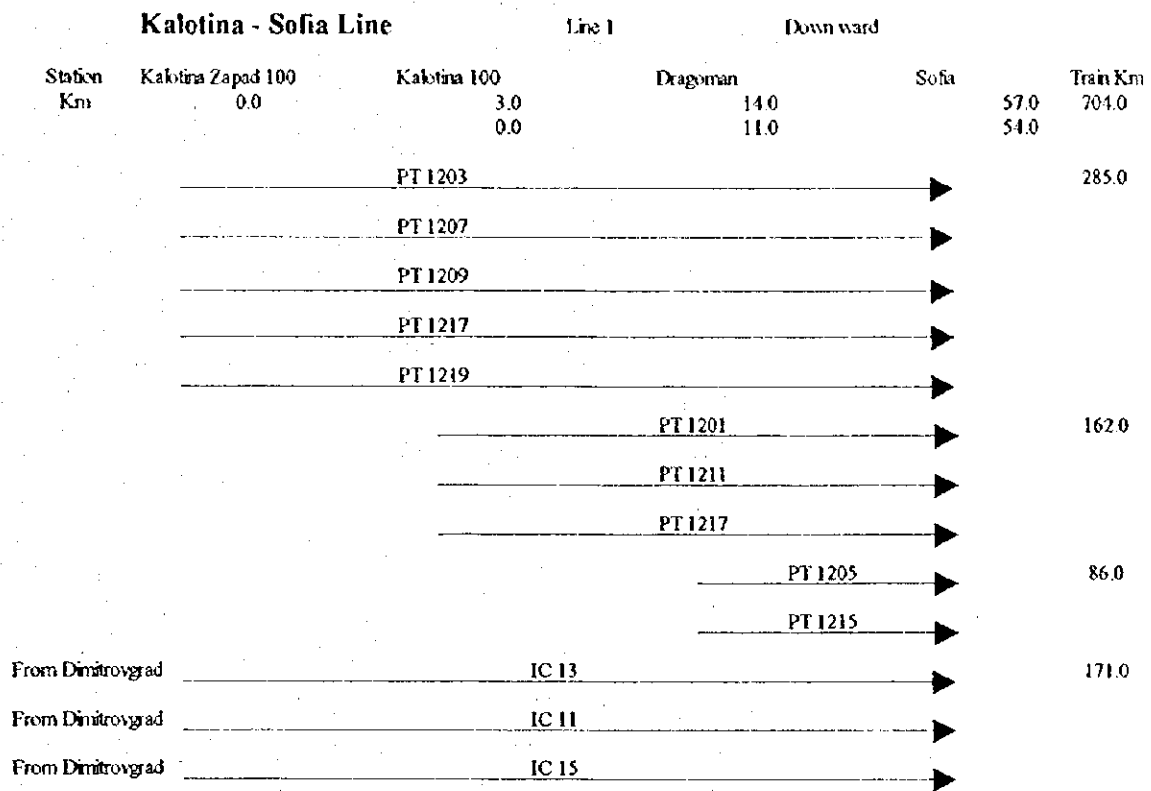 Kalotina - Sofia Line Line 1 Down ward
Station Kalotina Zapad 100 Kalotina 100 Dragoman Sofia Train Km
Km 0.0 3.0 14.0 57.0 704.0
0.0 11.0 54.0
PT 1203 285.0
PT 1207
PT 1209
PT 1217
PT 1219
PT 1201 162.0
PT 1211
PT 1217
PT 1205 86.0
PT 1215
From Dimitrovgrad IC 13 171.0
From Dimitrovgrad IC 11
From Dimitrovgrad IC 15